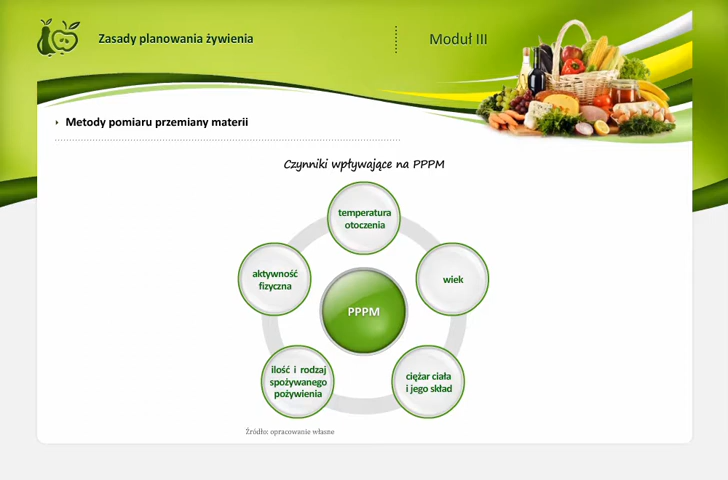 Zasady planowania żywienia
Moduł III
Metody pomiaru przemiany materii
Czynniki wpływające na PPPM
temperatura
otoczenia
aktywność
fizyczna
wiek
PPPM
ilość i rodzaj
spożywanego
pożywienia
ciężar ciała
i jego skład
Źródło: opracowanie własne